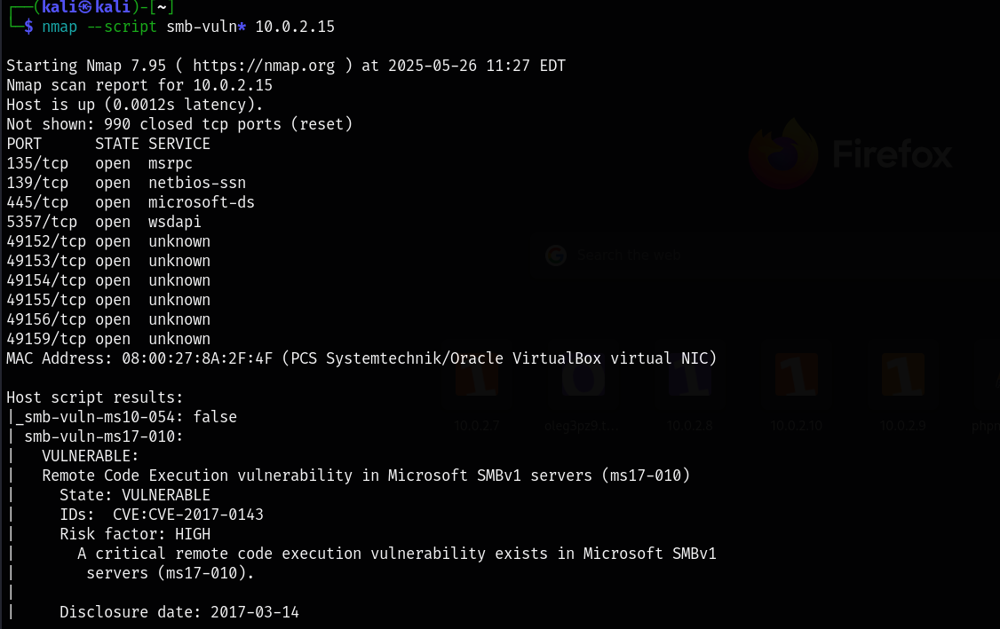 ┌──(kali㉿kali)-[~]
└─$ nmap --script smb-vuln* 10.0.2.15
Starting Nmap 7.95 ( https://nmap.org ) at 2025-05-26 11:27 EDT
Nmap scan report for 10.0.2.15
Host is up (0.0012s latency).
Not shown: 990 closed tcp ports (reset)
PORT      STATE SERVICE
135/tcp   open  msrpc
139/tcp   open  netbios-ssn
445/tcp   open  microsoft-ds
5357/tcp  open  wsdapi
49152/tcp open  unknown
49153/tcp open  unknown
49154/tcp open  unknown
49155/tcp open  unknown
49156/tcp open  unknown
49159/tcp open  unknown
MAC Address: 08:00:27:8A:2F:4F (PCS Systemtechnik/Oracle VirtualBox virtual NIC)
Host script results:
|_smb-vuln-ms10-054: false
| smb-vuln-ms17-010:
|   VULNERABLE:
|   Remote Code Execution vulnerability in Microsoft SMBv1 servers (ms17-010)
|     State: VULNERABLE
|     IDs:  CVE:CVE-2017-0143
|     Risk factor: HIGH
|       A critical remote code execution vulnerability exists in Microsoft SMBv1
|        servers (ms17-010).
|
|     Disclosure date: 2017-03-14
Firefox
Search the web
10.0.2.7
oleg3pz9.t...
10.0.2.8
10.0.2.10
10.0.2.9